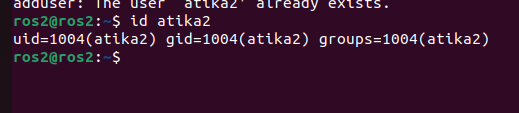 adduser: The user `atika2' already exists.
ros2@ros2:~$ id atika2
uid=1004(atika2) gid=1004(atika2) groups=1004(atika2)
ros2@ros2:~$